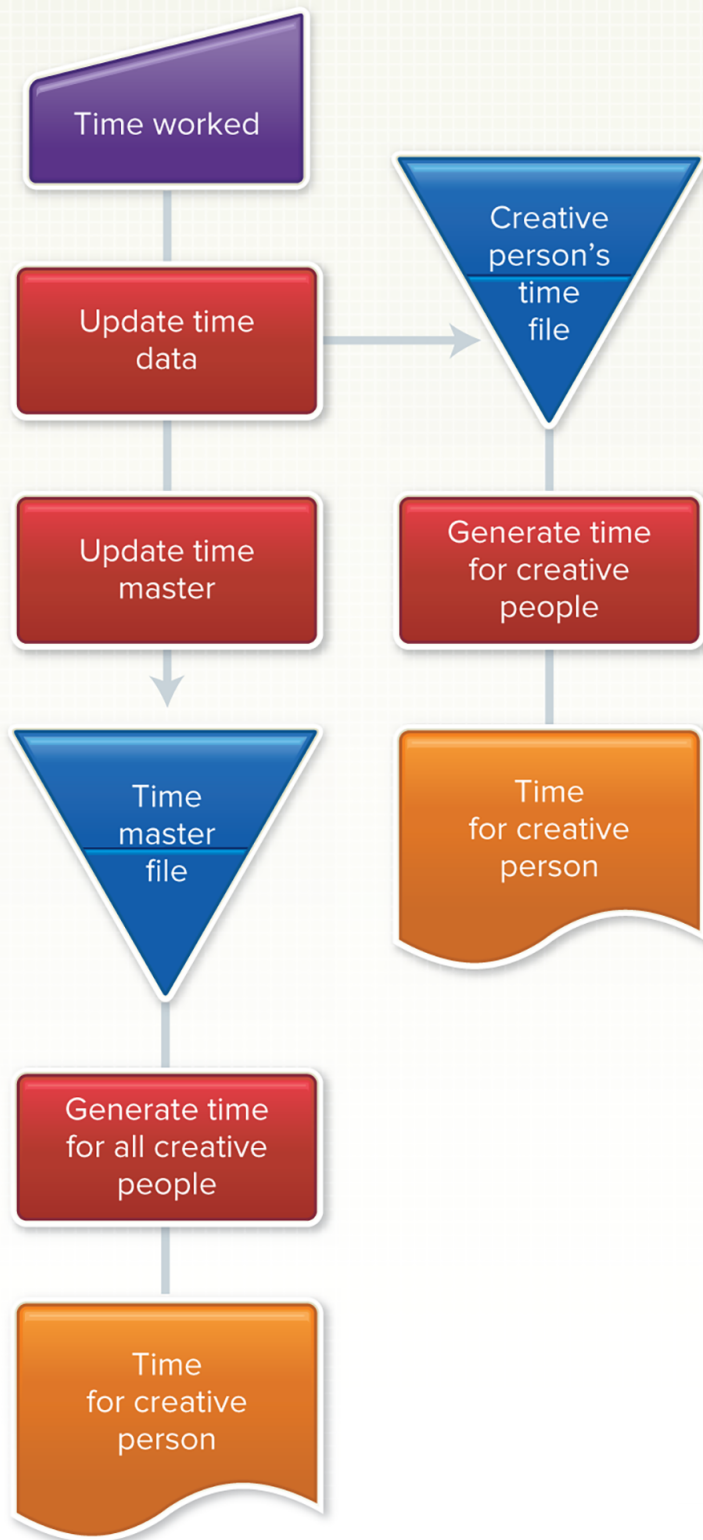 Time worked
Update time
data
Creative
person's
time
file
Update time
master
Generate time
for creative
people
Time
master
file
Time
for creative
person
Generate time
for all creative
people
Time
for creative
person